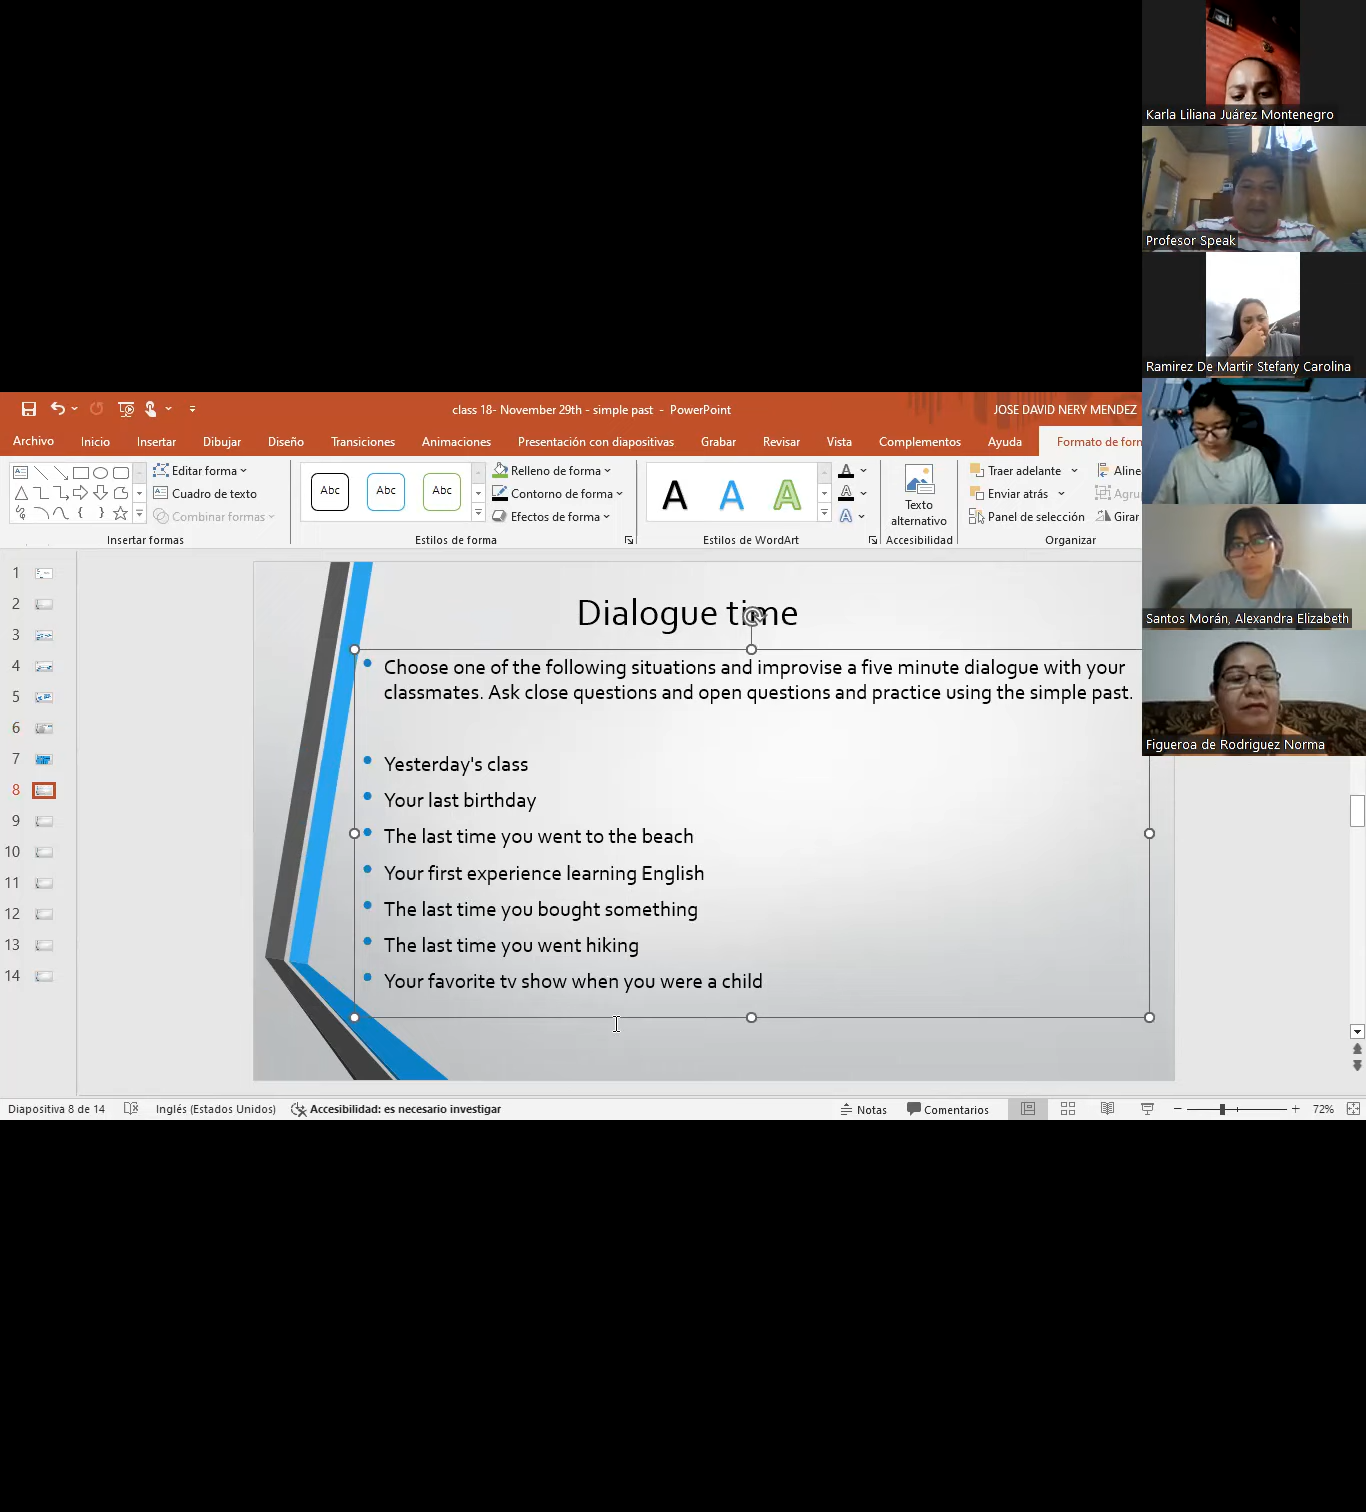 Karla Liliana Juárez Montenegro
Profesor Speak
Ramirez De Martir Stefany Carolina
Santos Morán, Alexandra Elizabeth
Figueroa de Rodriguez Norma
class 18- November 29th - simple past - PowerPoint
JOSE DAVID NERY MENDEZ
Archivo Inicio Insertar Dibujar Diseño Transiciones Animaciones Presentación con diapositivas Grabar Revisar Vista Complementos Ayuda Formato de forn
Editar forma
Cuadro de texto
Combinar formas
Insertar formas
Abc Abc Abc
Relleno de forma
Contorno de forma
Efectos de forma
Estilos de forma
A A A
Estilos de WordArt
Texto
alternativo
Accesibilidad
Traer adelante
Enviar atrás
Panel de selección
Aline
Agru
Girar
Organizar
1
2
3
4
5
6
7
8
9
10
11
12
13
14
Dialogue time
Choose one of the following situations and improvise a five minute dialogue with your
classmates. Ask close questions and open questions and practice using the simple past.
Yesterday's class
Your last birthday
The last time you went to the beach
Your first experience learning English
The last time you bought something
The last time you went hiking
Your favorite tv show when you were a child
Diapositiva 8 de 14 Inglés (Estados Unidos) Accesibilidad: es necesario investigar Notas Comentarios 72%